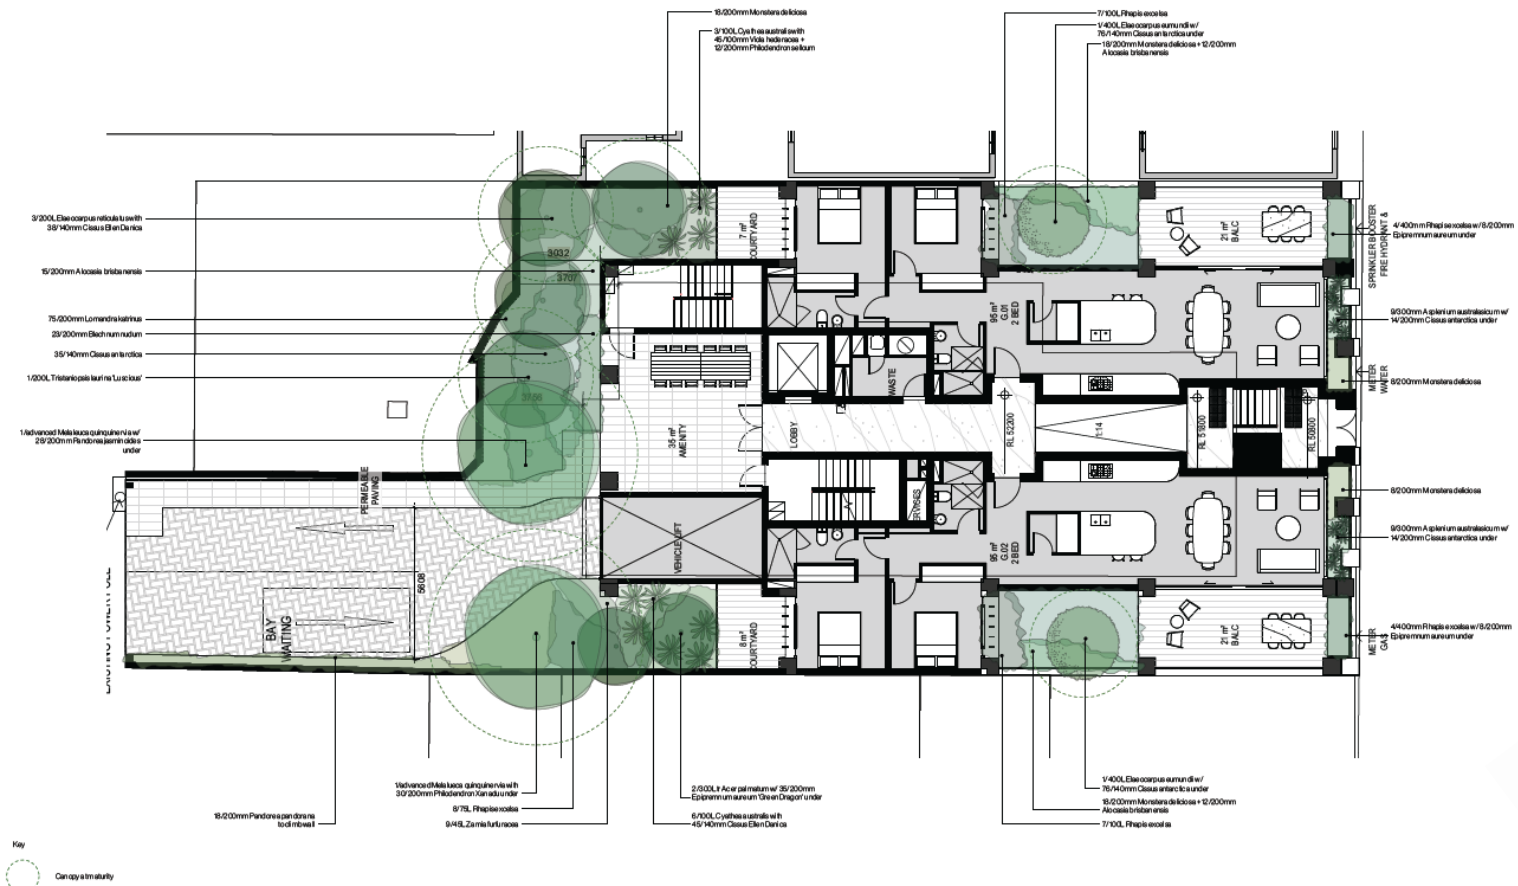 18/200mm Monstera deliciosa
3/100L Cyathea australis with
45/100mm Viola hederacea +
12/200mm Philodendron selloum
7/100L Rhapis excelsa
1/400L Elaeocarpus eumundi w/
76/140mm Cissus antarctica under
18/200mm Monstera deliciosa + 12/200mm
Alocasia brisbanensis
3/200L Elaeocarpus reticulatus with
38/140mm Cissus Ellen Danica
15/200mm Alocasia brisbanensis
75/200mm Lomandra katrinus
23/200mm Blechnum nudum
35/140mm Cissus antarctica
1/200L Tristaniopsis laurina 'Luscious'
1/advanced Melaleuca quinquinervia w/
28/200mm Pandorea jasminoides
under
3032
3707
3758
7 m²
COURTYARD
21 m²
BALC
SPRINKLER BOOSTER
FIRE HYDRANT &
4/400mm Rhapis excelsa w/ 8/200mm
Epipremnum aureum under
9/300mm Asplenium australasicum w/
14/200mm Cissus antarctica under
METER
WATER
8/200mm Monstera deliciosa
95 m²
G.01
2 BED
WASTE
35 m²
AMENITY
LOBBY
RL 52200
1:14
RL 51800
RL 50800
PERMEABLE
PAVING
VEHICLE LIFT
95 m²
G.02
2 BED
8/200mm Monstera deliciosa
9/300mm Asplenium australasicum w/
14/200mm Cissus antarctica under
5608
BAY
WAITING
8 m²
COURTYARD
21 m²
BALC
METER
GAS
4/400mm Rhapis excelsa w/ 8/200mm
Epipremnum aureum under
1/advanced Melaleuca quinquinervia with
30/200mm Philodendron Xanadu under
8/75L Rhapis excelsa
9/45L Zamia furfuracea
18/200mm Pandorea pandorana
to climb wall
2/300Ltr Acer palmatum w/ 35/200mm
Epipremnum aureum 'Green Dragon' under
6/100L Cyathea australis with
45/140mm Cissus Ellen Danica
1/400L Elaeocarpus eumundi w/
76/140mm Cissus antarctica under
18/200mm Monstera deliciosa + 12/200mm
Alocasia brisbanensis
7/100L Rhapis excelsa
Key
Canopy at maturity